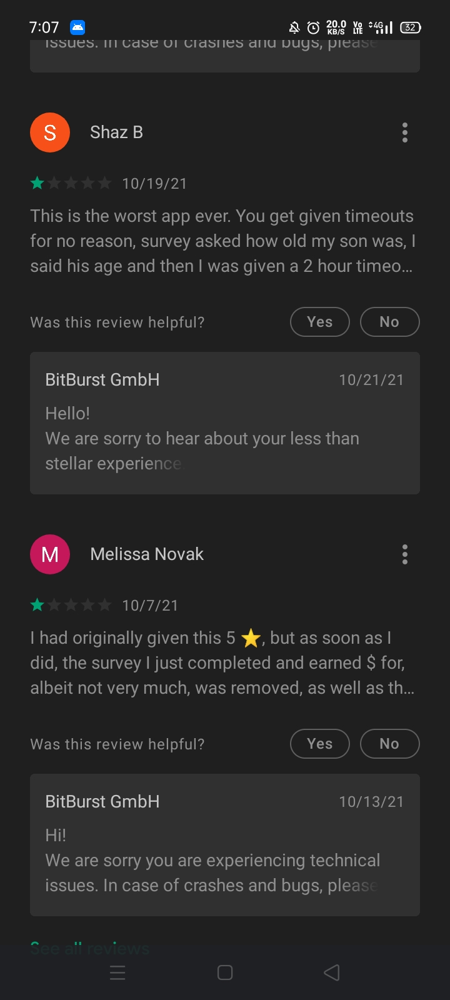 7:07
20.0
KB/S
Vo
LTE
4G
32
issues. In case of crashes and bugs, please
S
Shaz B
10/19/21
This is the worst app ever. You get given timeouts
for no reason, survey asked how old my son was, I
said his age and then I was given a 2 hour timeo...
Was this review helpful?
Yes
No
BitBurst GmbH
10/21/21
Hello!
We are sorry to hear about your less than
stellar experience.
M
Melissa Novak
10/7/21
I had originally given this 5 ⭐, but as soon as I
did, the survey I just completed and earned $ for,
albeit not very much, was removed, as well as th...
Was this review helpful?
Yes
No
BitBurst GmbH
10/13/21
Hi!
We are sorry you are experiencing technical
issues. In case of crashes and bugs, please
See all reviews